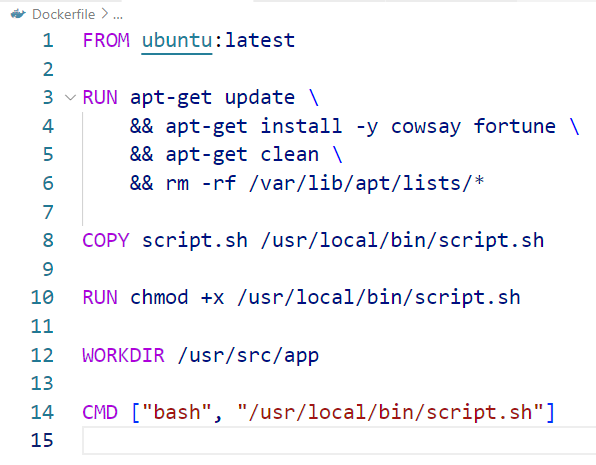 Dockerfile > ...
1 FROM ubuntu:latest
2
3 RUN apt-get update \
4     && apt-get install -y cowsay fortune \
5     && apt-get clean \
6     && rm -rf /var/lib/apt/lists/*
7
8 COPY script.sh /usr/local/bin/script.sh
9
10 RUN chmod +x /usr/local/bin/script.sh
11
12 WORKDIR /usr/src/app
13
14 CMD ["bash", "/usr/local/bin/script.sh"]
15